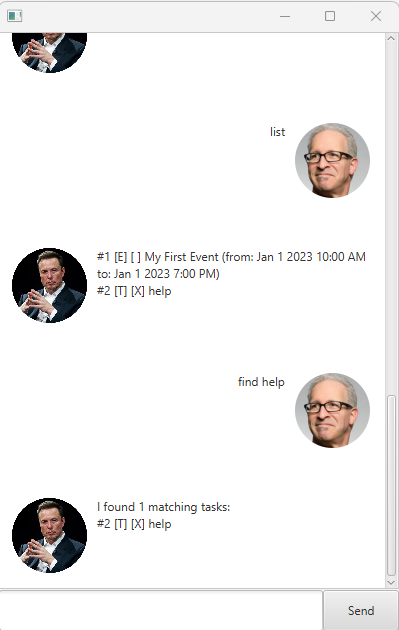 list
#1 [E] [ ] My First Event (from: Jan 1 2023 10:00 AM
to: Jan 1 2023 7:00 PM)
#2 [T] [X] help
find help
I found 1 matching tasks:
#2 [T] [X] help
Send